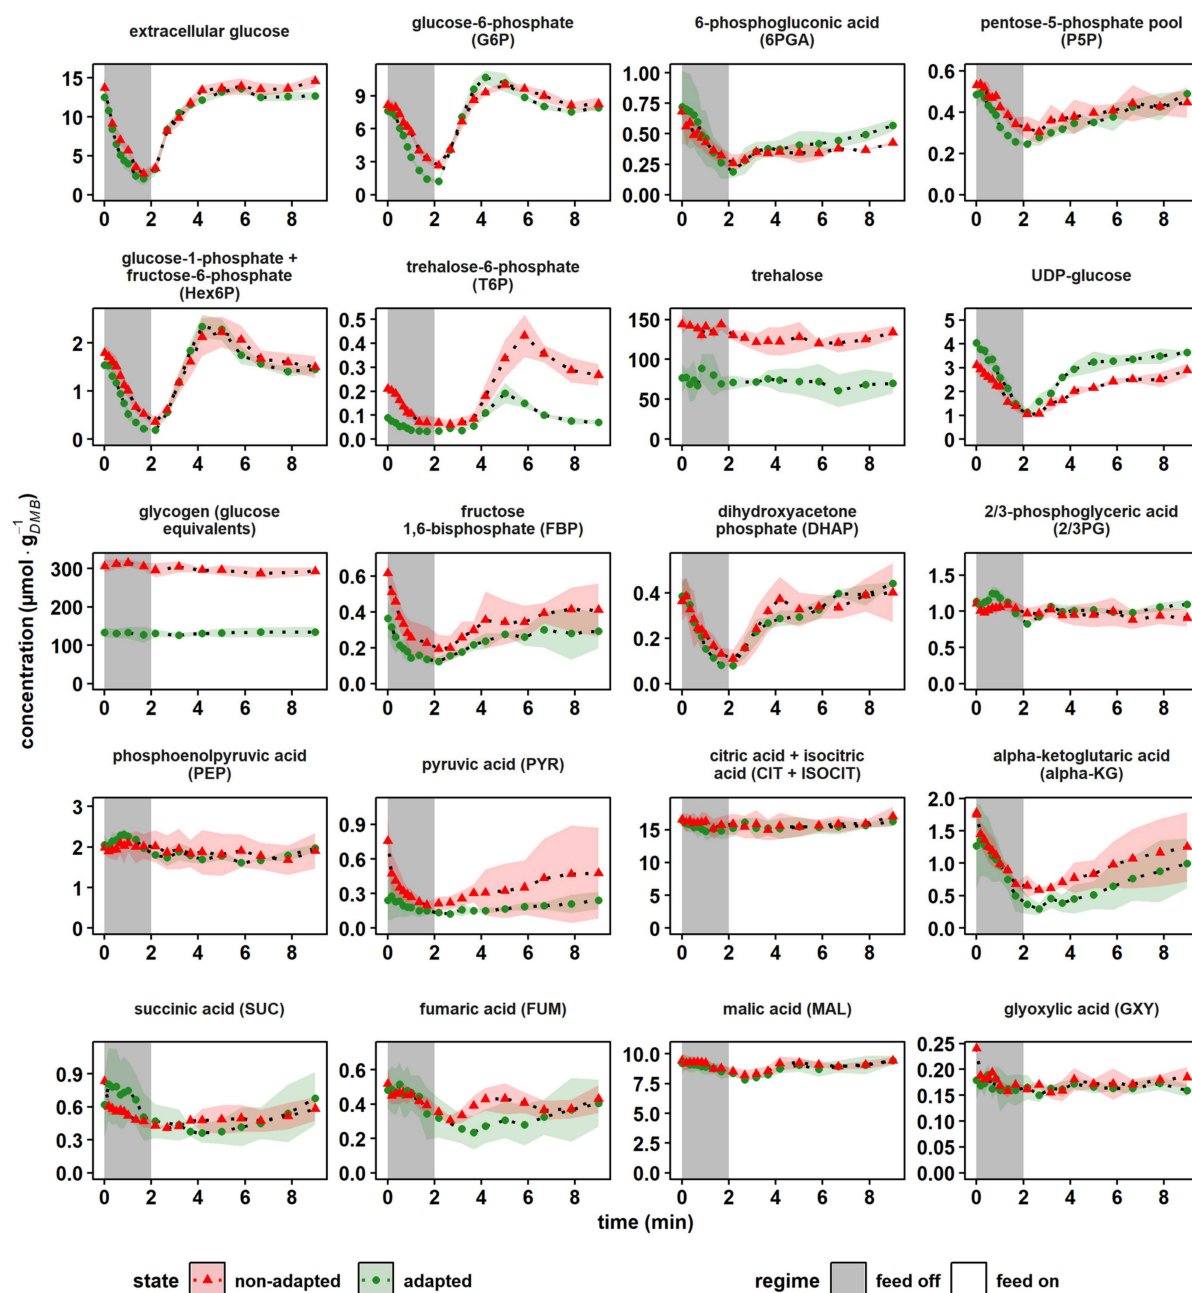 extracellular glucose
glucose-6-phosphate
(G6P)
6-phosphogluconic acid
(6PGA)
pentose-5-phosphate pool
(P5P)
15
10
5
0
9
6
3
0
1.00
0.75
0.50
0.25
0.00
0.6
0.4
0.2
0.0
0 2 4 6 8
0 2 4 6 8
0 2 4 6 8
0 2 4 6 8
glucose-1-phosphate +
fructose-6-phosphate
(Hex6P)
trehalose-6-phosphate
(T6P)
trehalose
UDP-glucose
2
1
0
0.5
0.4
0.3
0.2
0.1
0.0
150
100
50
0
5
4
3
2
1
0
0 2 4 6 8
0 2 4 6 8
0 2 4 6 8
0 2 4 6 8
concentration (µmol · g⁻¹DMB)
glycogen (glucose
equivalents)
fructose
1,6-bisphosphate (FBP)
dihydroxyacetone
phosphate (DHAP)
2/3-phosphoglyceric acid
(2/3PG)
300
200
100
0
0.6
0.4
0.2
0.0
0.4
0.2
0.0
1.5
1.0
0.5
0.0
0 2 4 6 8
0 2 4 6 8
0 2 4 6 8
0 2 4 6 8
phosphoenolpyruvic acid
(PEP)
pyruvic acid (PYR)
citric acid + isocitric
acid (CIT + ISOCIT)
alpha-ketoglutaric acid
(alpha-KG)
3
2
1
0
0.9
0.6
0.3
0.0
15
10
5
0
2.0
1.5
1.0
0.5
0.0
0 2 4 6 8
0 2 4 6 8
0 2 4 6 8
0 2 4 6 8
succinic acid (SUC)
fumaric acid (FUM)
malic acid (MAL)
glyoxylic acid (GXY)
0.9
0.6
0.3
0.0
0.6
0.4
0.2
0.0
10.0
7.5
5.0
2.5
0.0
0.25
0.20
0.15
0.10
0.05
0.00
0 2 4 6 8
0 2 4 6 8
0 2 4 6 8
0 2 4 6 8
time (min)
state non-adapted adapted
regime feed off feed on